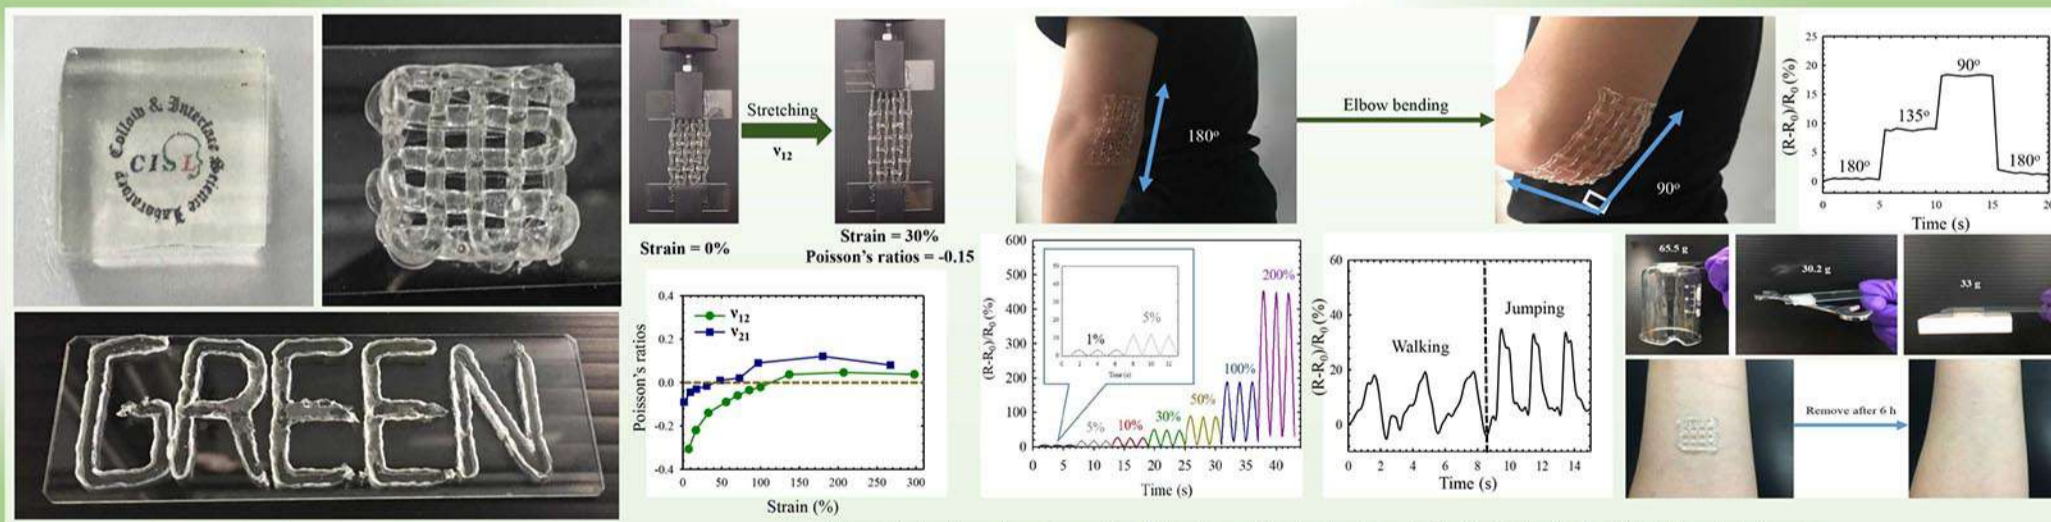 Colloid & Interface Science Laboratory
CISL
GREEN
Stretching
ν12
Strain = 0%
Strain = 30%
Poisson's ratios = -0.15
180°
Elbow bending
90°
(R-R0)/R0 (%)
25
20
15
10
5
0
180°
135°
90°
180°
0 5 10 15 20
Time (s)
Poisson's ratios
0.4
0.2
0.0
-0.2
-0.4
ν12
ν21
0 50 100 150 200 250 300
Strain (%)
(R-R0)/R0 (%)
600
500
400
300
200
100
0
1%
5%
Time (s)
5%
10%
30%
50%
100%
200%
0 5 10 15 20 25 30 35 40
Time (s)
(R-R0)/R0 (%)
60
40
20
0
Walking
Jumping
0 2 4 6 8 10 12 14
Time (s)
65.5 g
30.2 g
33 g
Remove after 6 h